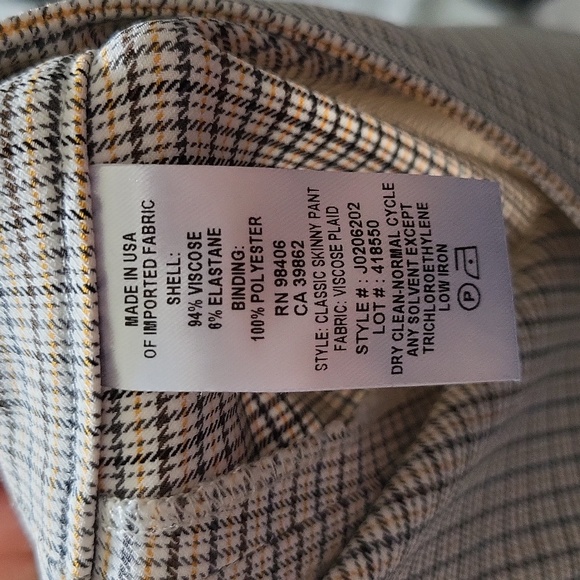 MADE IN USA
OF IMPORTED FABRIC
SHELL:
94% VISCOSE
6% ELASTANE
BINDING:
100% POLYESTER
RN 98406
CA 39862
STYLE: CLASSIC SKINNY PANT
FABRIC: VISCOSE PLAID
STYLE# : J0206202
LOT# : 418550
DRY CLEAN-NORMAL CYCLE
ANY SOLVENT EXCEPT
TRICHLOROETHYLENE
LOW IRON
P